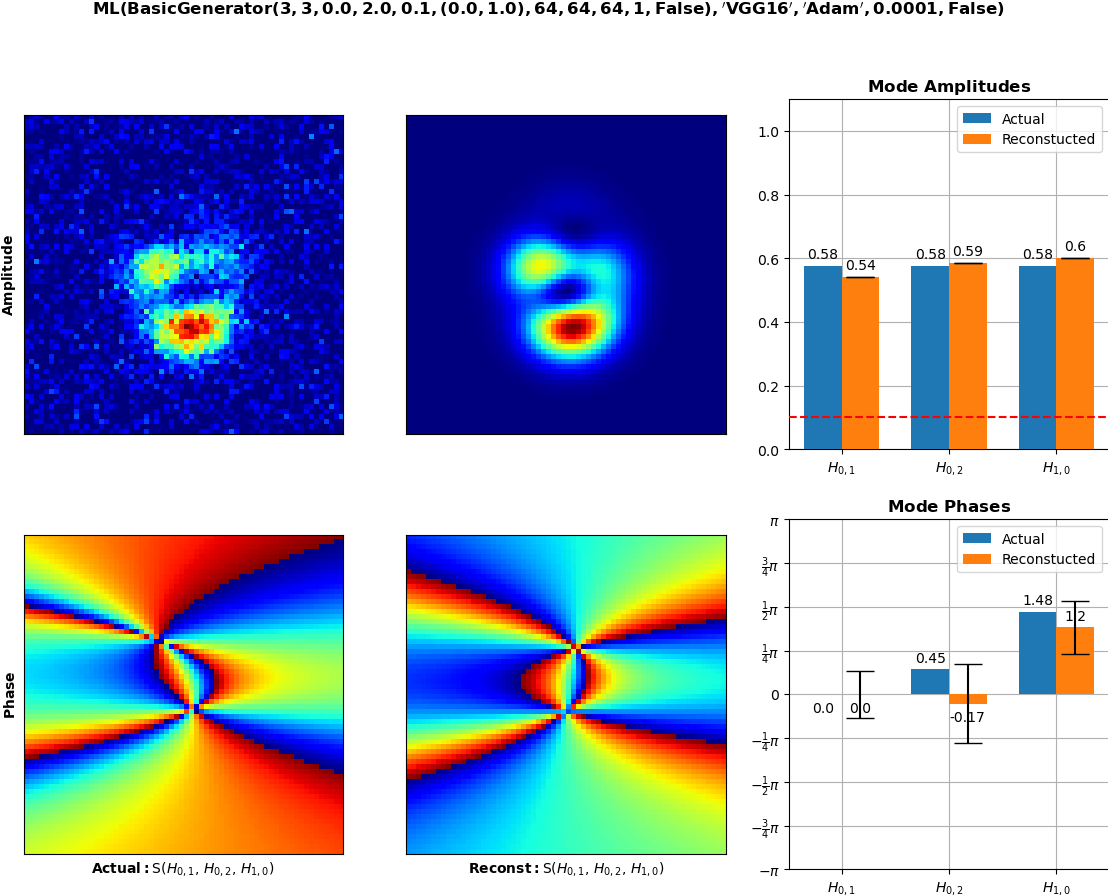 ML(BasicGenerator(3, 3, 0.0, 2.0, 0.1, (0.0, 1.0), 64, 64, 64, 1, False), ′VGG16′, ′Adam′, 0.0001, False)
Amplitude
Mode Amplitudes
Actual
Reconstucted
1.0
0.8
0.6
0.4
0.2
0.0
0.58
0.54
0.58
0.59
0.58
0.6
H0,1
H0,2
H1,0
Phase
Actual: S(H0,1, H0,2, H1,0)
Reconst: S(H0,1, H0,2, H1,0)
Mode Phases
Actual
Reconstucted
π
3/4π
1/2π
1/4π
0
−1/4π
−1/2π
−3/4π
−π
0.0
0.0
0.45
-0.17
1.48
1.2
H0,1
H0,2
H1,0